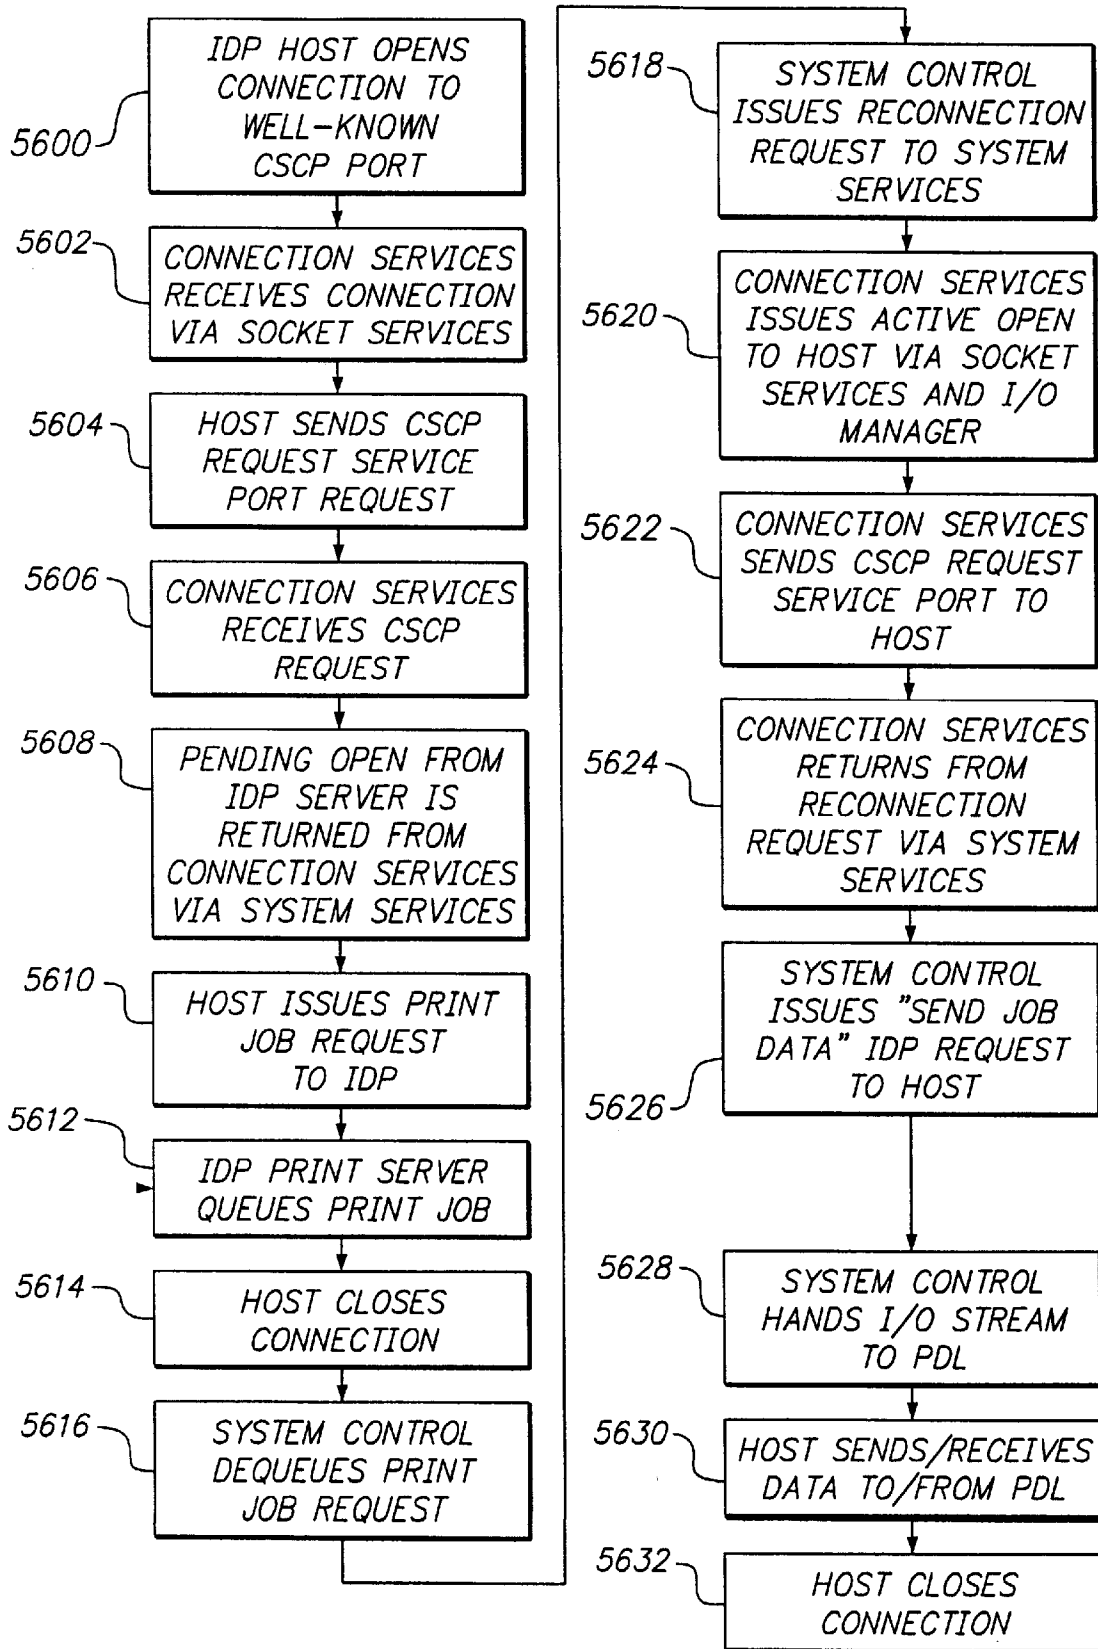 5600
IDP HOST OPENS
CONNECTION TO
WELL-KNOWN
CSCP PORT
5602
CONNECTION SERVICES
RECEIVES CONNECTION
VIA SOCKET SERVICES
5604
HOST SENDS CSCP
REQUEST SERVICE
PORT REQUEST
5606
CONNECTION SERVICES
RECEIVES CSCP
REQUEST
5608
PENDING OPEN FROM
IDP SERVER IS
RETURNED FROM
CONNECTION SERVICES
VIA SYSTEM SERVICES
5610
HOST ISSUES PRINT
JOB REQUEST
TO IDP
5612
IDP PRINT SERVER
QUEUES PRINT JOB
5614
HOST CLOSES
CONNECTION
5616
SYSTEM CONTROL
DEQUEUES PRINT
JOB REQUEST
5618
SYSTEM CONTROL
ISSUES RECONNECTION
REQUEST TO SYSTEM
SERVICES
5620
CONNECTION SERVICES
ISSUES ACTIVE OPEN
TO HOST VIA SOCKET
SERVICES AND I/O
MANAGER
5622
CONNECTION SERVICES
SENDS CSCP REQUEST
SERVICE PORT TO
HOST
5624
CONNECTION SERVICES
RETURNS FROM
RECONNECTION
REQUEST VIA SYSTEM
SERVICES
5626
SYSTEM CONTROL
ISSUES "SEND JOB
DATA" IDP REQUEST
TO HOST
5628
SYSTEM CONTROL
HANDS I/O STREAM
TO PDL
5630
HOST SENDS/RECEIVES
DATA TO/FROM PDL
5632
HOST CLOSES
CONNECTION